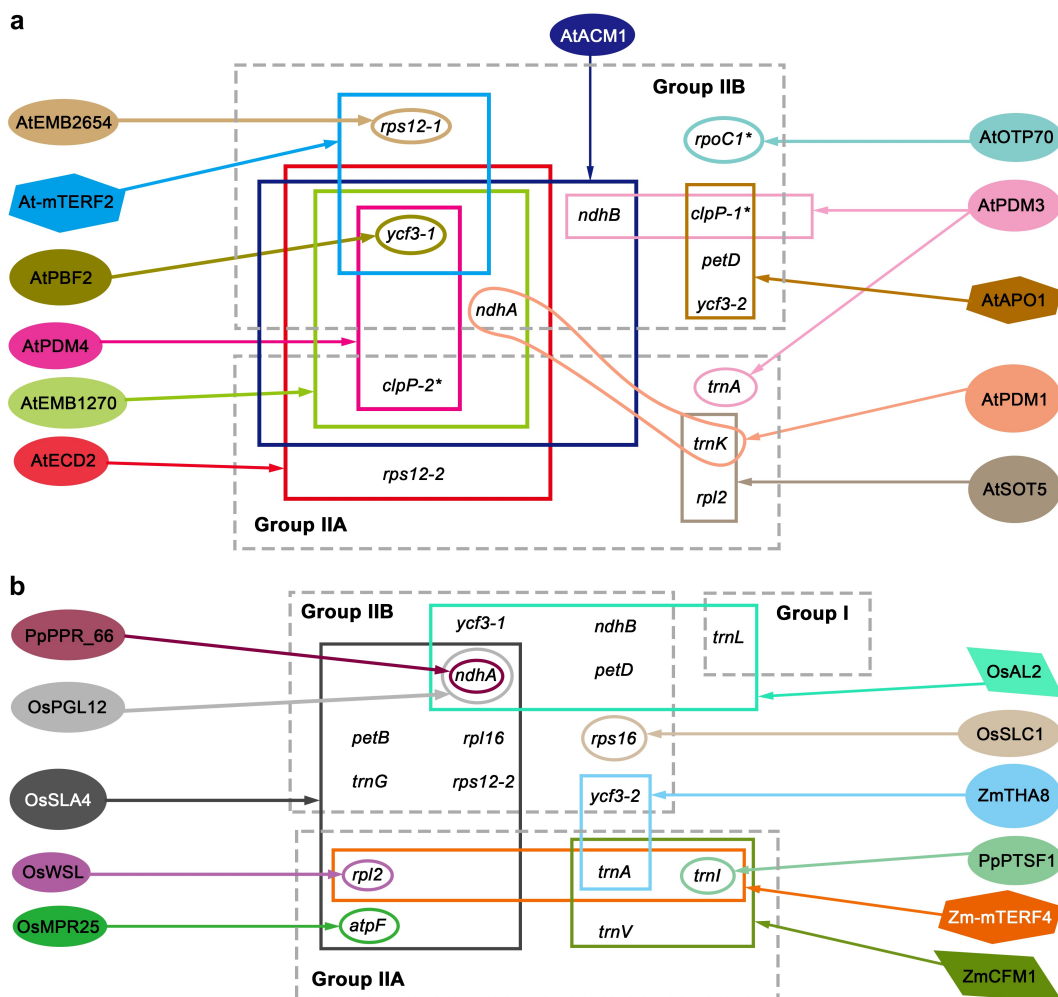 a
AtACM1
Group IIB
AtEMB2654
rps12-1
rpoC1*
AtOTP70
At-mTERF2
ndhB
clpP-1*
AtPDM3
ycf3-1
AtPBF2
petD
AtAPO1
ndhA
ycf3-2
AtPDM4
clpP-2*
trnA
AtEMB1270
AtPDM1
trnK
AtECD2
rps12-2
rpl2
AtSOT5
Group IIA
b
Group IIB
Group I
PpPPR_66
ycf3-1
ndhB
trnL
ndhA
petD
OsAL2
OsPGL12
petB
rpl16
rps16
OsSLC1
trnG
rps12-2
OsSLA4
ycf3-2
ZmTHA8
OsWSL
rpl2
trnA
trnI
PpPTSF1
OsMPR25
atpF
trnV
Zm-mTERF4
Group IIA
ZmCFM1